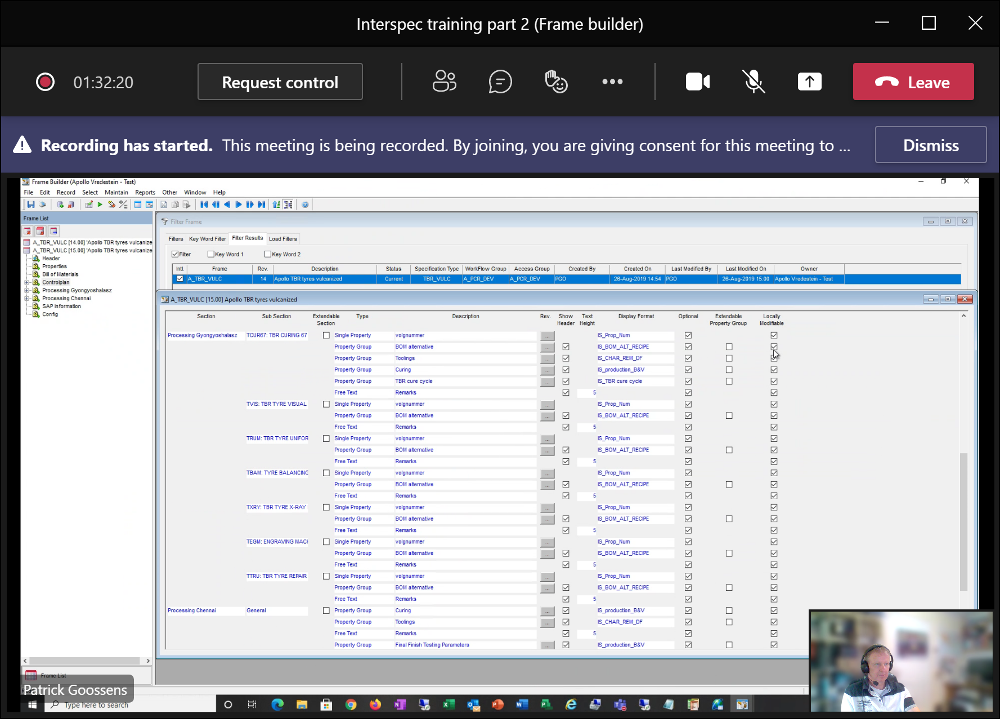 Interspec training part 2 (Frame builder)
01:32:20
Request control
Leave
Recording has started. This meeting is being recorded. By joining, you are giving consent for this meeting to ...
Dismiss
Frame Builder (Apollo Vredestein - Test)
File Edit Record Select Maintain Reports Other Window Help
Frame List
A_TBR_VULC [14.00] 'Apollo TBR tyres vulcanize
A_TBR_VULC [15.00] 'Apollo TBR tyres vulcanize
Header
Properties
Bill of Materials
Controlplan
Processing Gyongyoshalasz
Processing Chennai
SAP information
Config
Filter Frame
Filters Key Word Filter Filter Results Load Filters
Filter Key Word 1 Key Word 2
Intl. Frame Rev. Description Status Specification Type WorkFlow Group Access Group Created By Created On Last Modified By Last Modified On Owner
A_TBR_VULC 14 Apollo TBR tyres vulcanized Current TBR_VULC A_PCR_DEV A_PCR_DEV PGO 26-Aug-2019 14:54 PGO 26-Aug-2019 15:00 Apollo Vredestein - Test
A_TBR_VULC [15.00] Apollo TBR tyres vulcanized
Section Sub Section Extendable Section Type Description Rev. Show Header Text Height Display Format Optional Extendable Property Group Locally Modifiable
Processing Gyongyoshalasz TCUR67: TBR CURING 67 Single Property volgnummer ... IS_Prop_Num
Property Group BOM alternative ... IS_BOM_ALT_RECIPE
Property Group Toolings ... IS_CHAR_REM_DF
Property Group Curing ... IS_production_B&V
Property Group TBR cure cycle ... IS_TBR cure cycle
Free Text Remarks 5
TVIS: TBR TYRE VISUAL Single Property volgnummer ... IS_Prop_Num
Property Group BOM alternative ... IS_BOM_ALT_RECIPE
Free Text Remarks 5
TRUM: TBR TYRE UNIFOR Single Property volgnummer ... IS_Prop_Num
Property Group BOM alternative ... IS_BOM_ALT_RECIPE
Free Text Remarks 5
TBAM: TYRE BALANCING Single Property volgnummer ... IS_Prop_Num
Property Group BOM alternative ... IS_BOM_ALT_RECIPE
Free Text Remarks 5
TXRY: TBR TYRE X-RAY Single Property volgnummer ... IS_Prop_Num
Property Group BOM alternative ... IS_BOM_ALT_RECIPE
Free Text Remarks 5
TEGM: ENGRAVING MACH Single Property volgnummer ... IS_Prop_Num
Property Group BOM alternative ... IS_BOM_ALT_RECIPE
Free Text Remarks 5
TTRU: TBR TYRE REPAIR Single Property volgnummer ... IS_Prop_Num
Property Group BOM alternative ... IS_BOM_ALT_RECIPE
Free Text Remarks 5
Processing Chennai General Property Group Curing ... IS_production_B&V
Property Group Toolings ... IS_CHAR_REM_DF
Free Text Remarks 5
Property Group Final Finish Testing Parameters ... IS_production_B&V
Frame List
Patrick Goossens
Type here to search